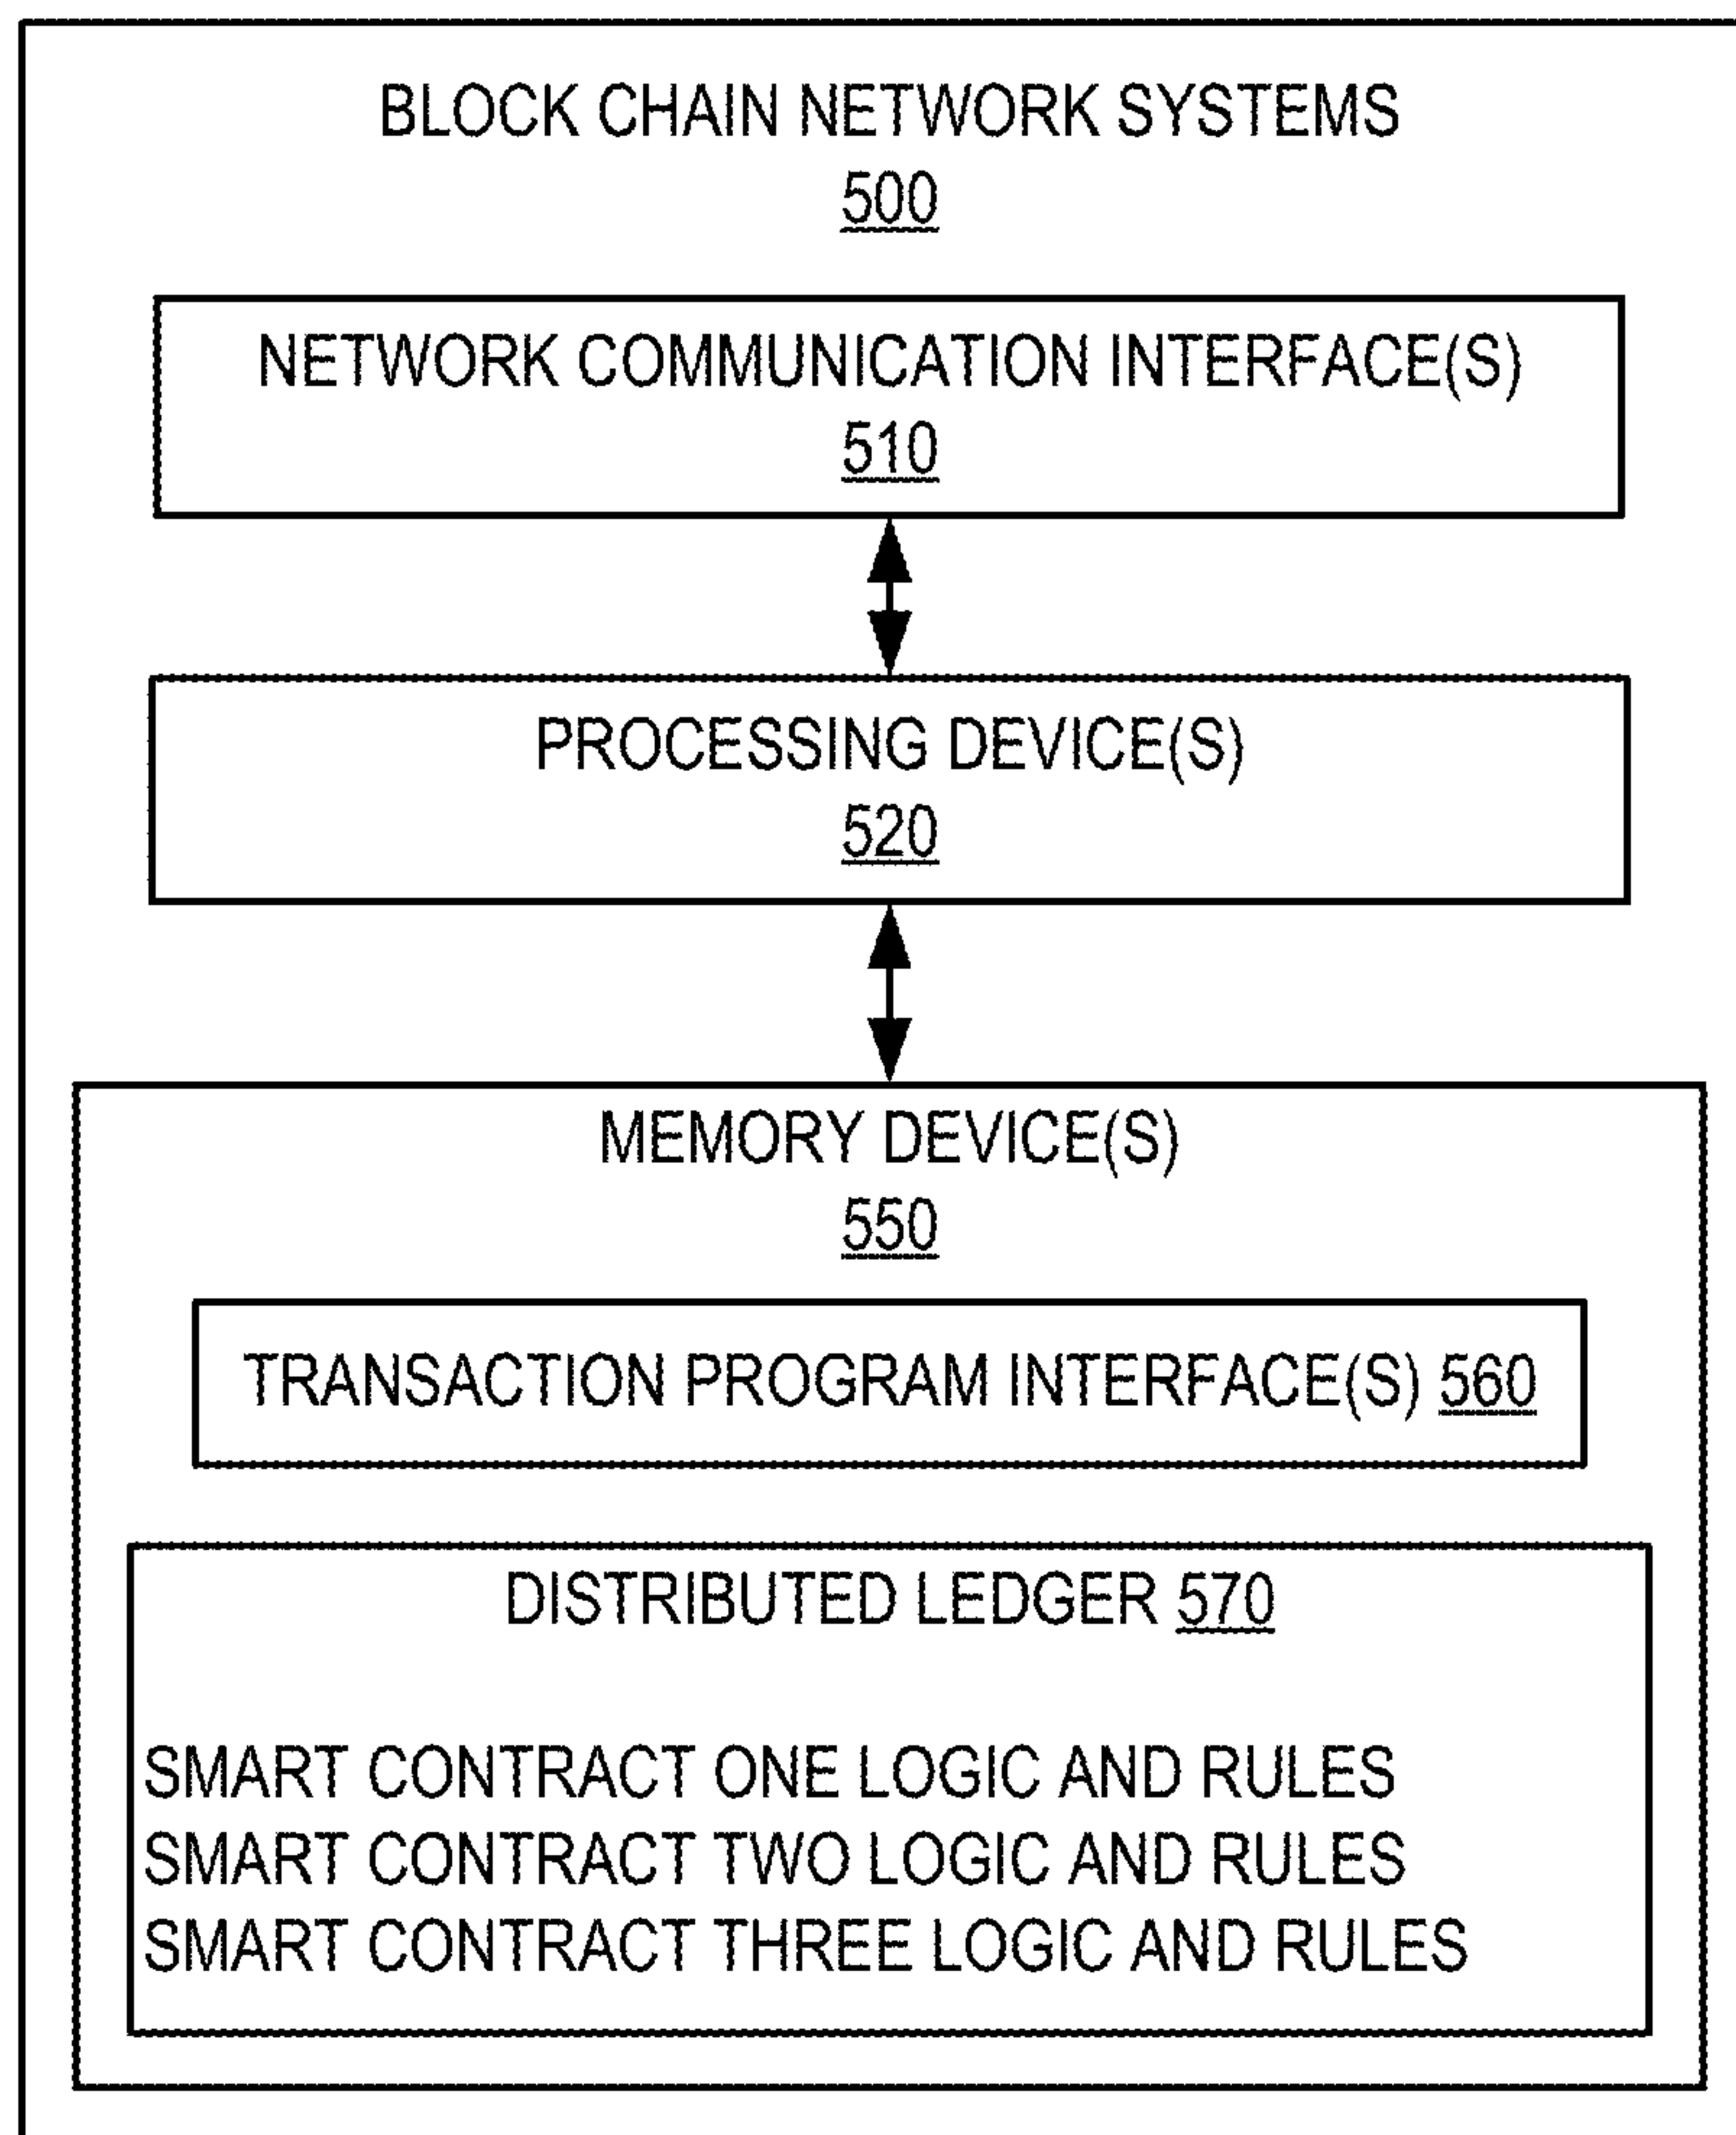 BLOCK CHAIN NETWORK SYSTEMS
500
NETWORK COMMUNICATION INTERFACE(S)
510
PROCESSING DEVICE(S)
520
MEMORY DEVICE(S)
550
TRANSACTION PROGRAM INTERFACE(S) 560
DISTRIBUTED LEDGER 570
SMART CONTRACT ONE LOGIC AND RULES
SMART CONTRACT TWO LOGIC AND RULES
SMART CONTRACT THREE LOGIC AND RULES